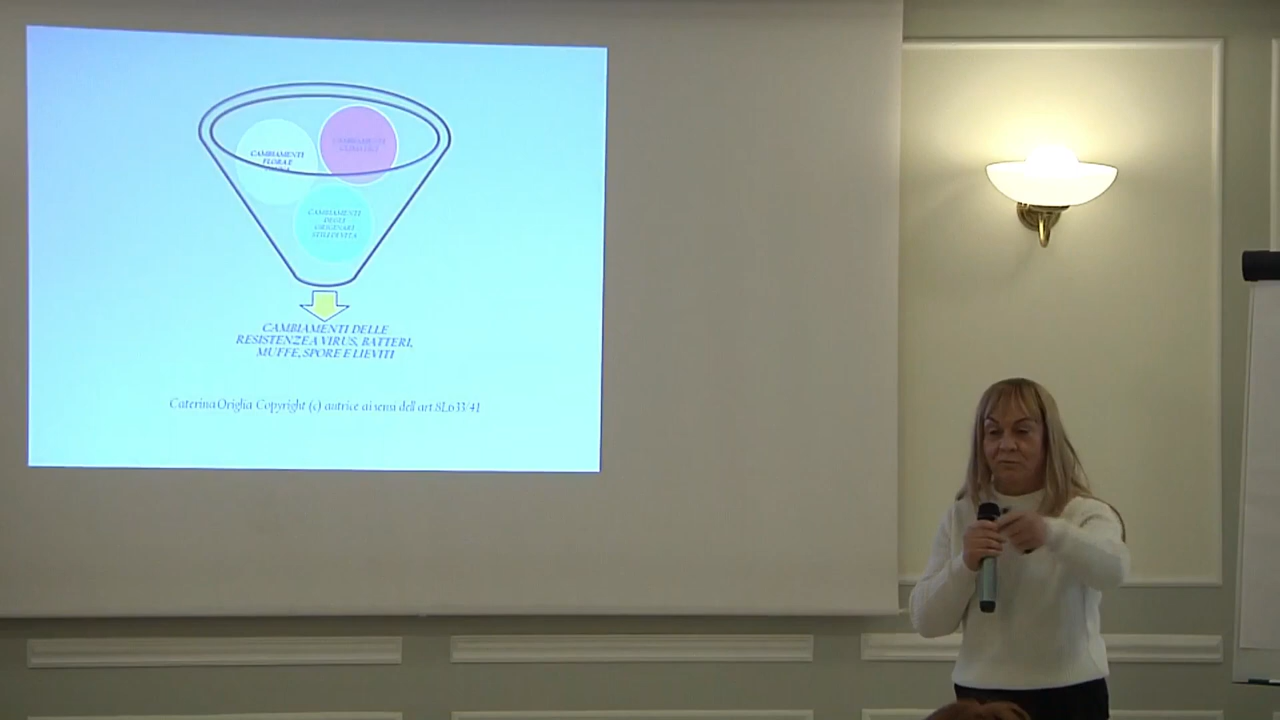 CAMBIAMENTI
FLORA E
CAMBIAMENTI
CLIMATICI
CAMBIAMENTI
DEGLI
ORIGINARI
STILI DI VITA
CAMBIAMENTI DELLE
RESISTENZE A VIRUS, BATTERI,
MUFFE, SPORE E LIEVITI
Caterina Origlia Copyright (c) autrice ai sensi dell art 8L633/41